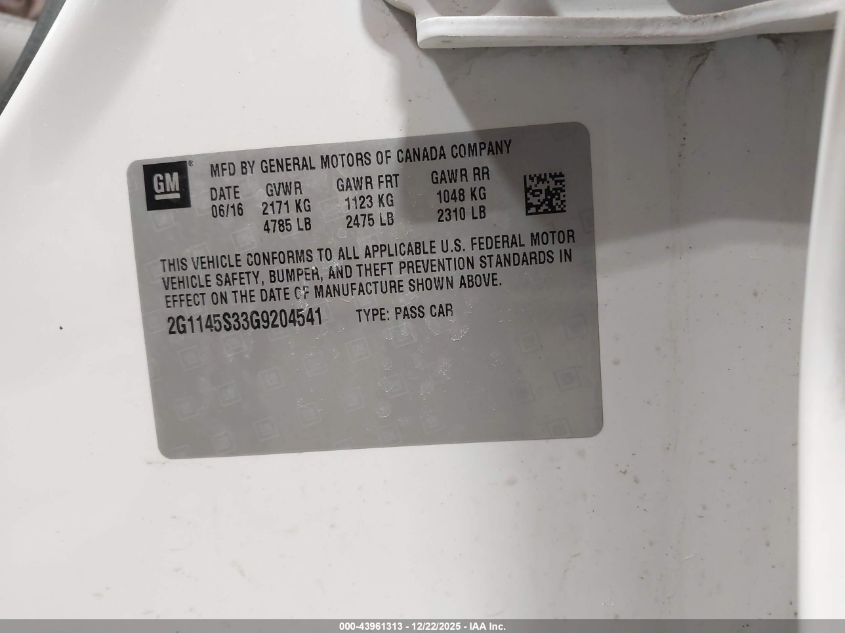 GM
MFD BY GENERAL MOTORS OF CANADA COMPANY
DATE GVWR GAWR FRT GAWR RR
06/16 2171 KG 1123 KG 1048 KG
4785 LB 2475 LB 2310 LB
THIS VEHICLE CONFORMS TO ALL APPLICABLE U.S. FEDERAL MOTOR
VEHICLE SAFETY, BUMPER, AND THEFT PREVENTION STANDARDS IN
EFFECT ON THE DATE OF MANUFACTURE SHOWN ABOVE.
2G1145S33G9204541 TYPE: PASS CAR
000-43961313 - 12/22/2025 - IAA Inc.